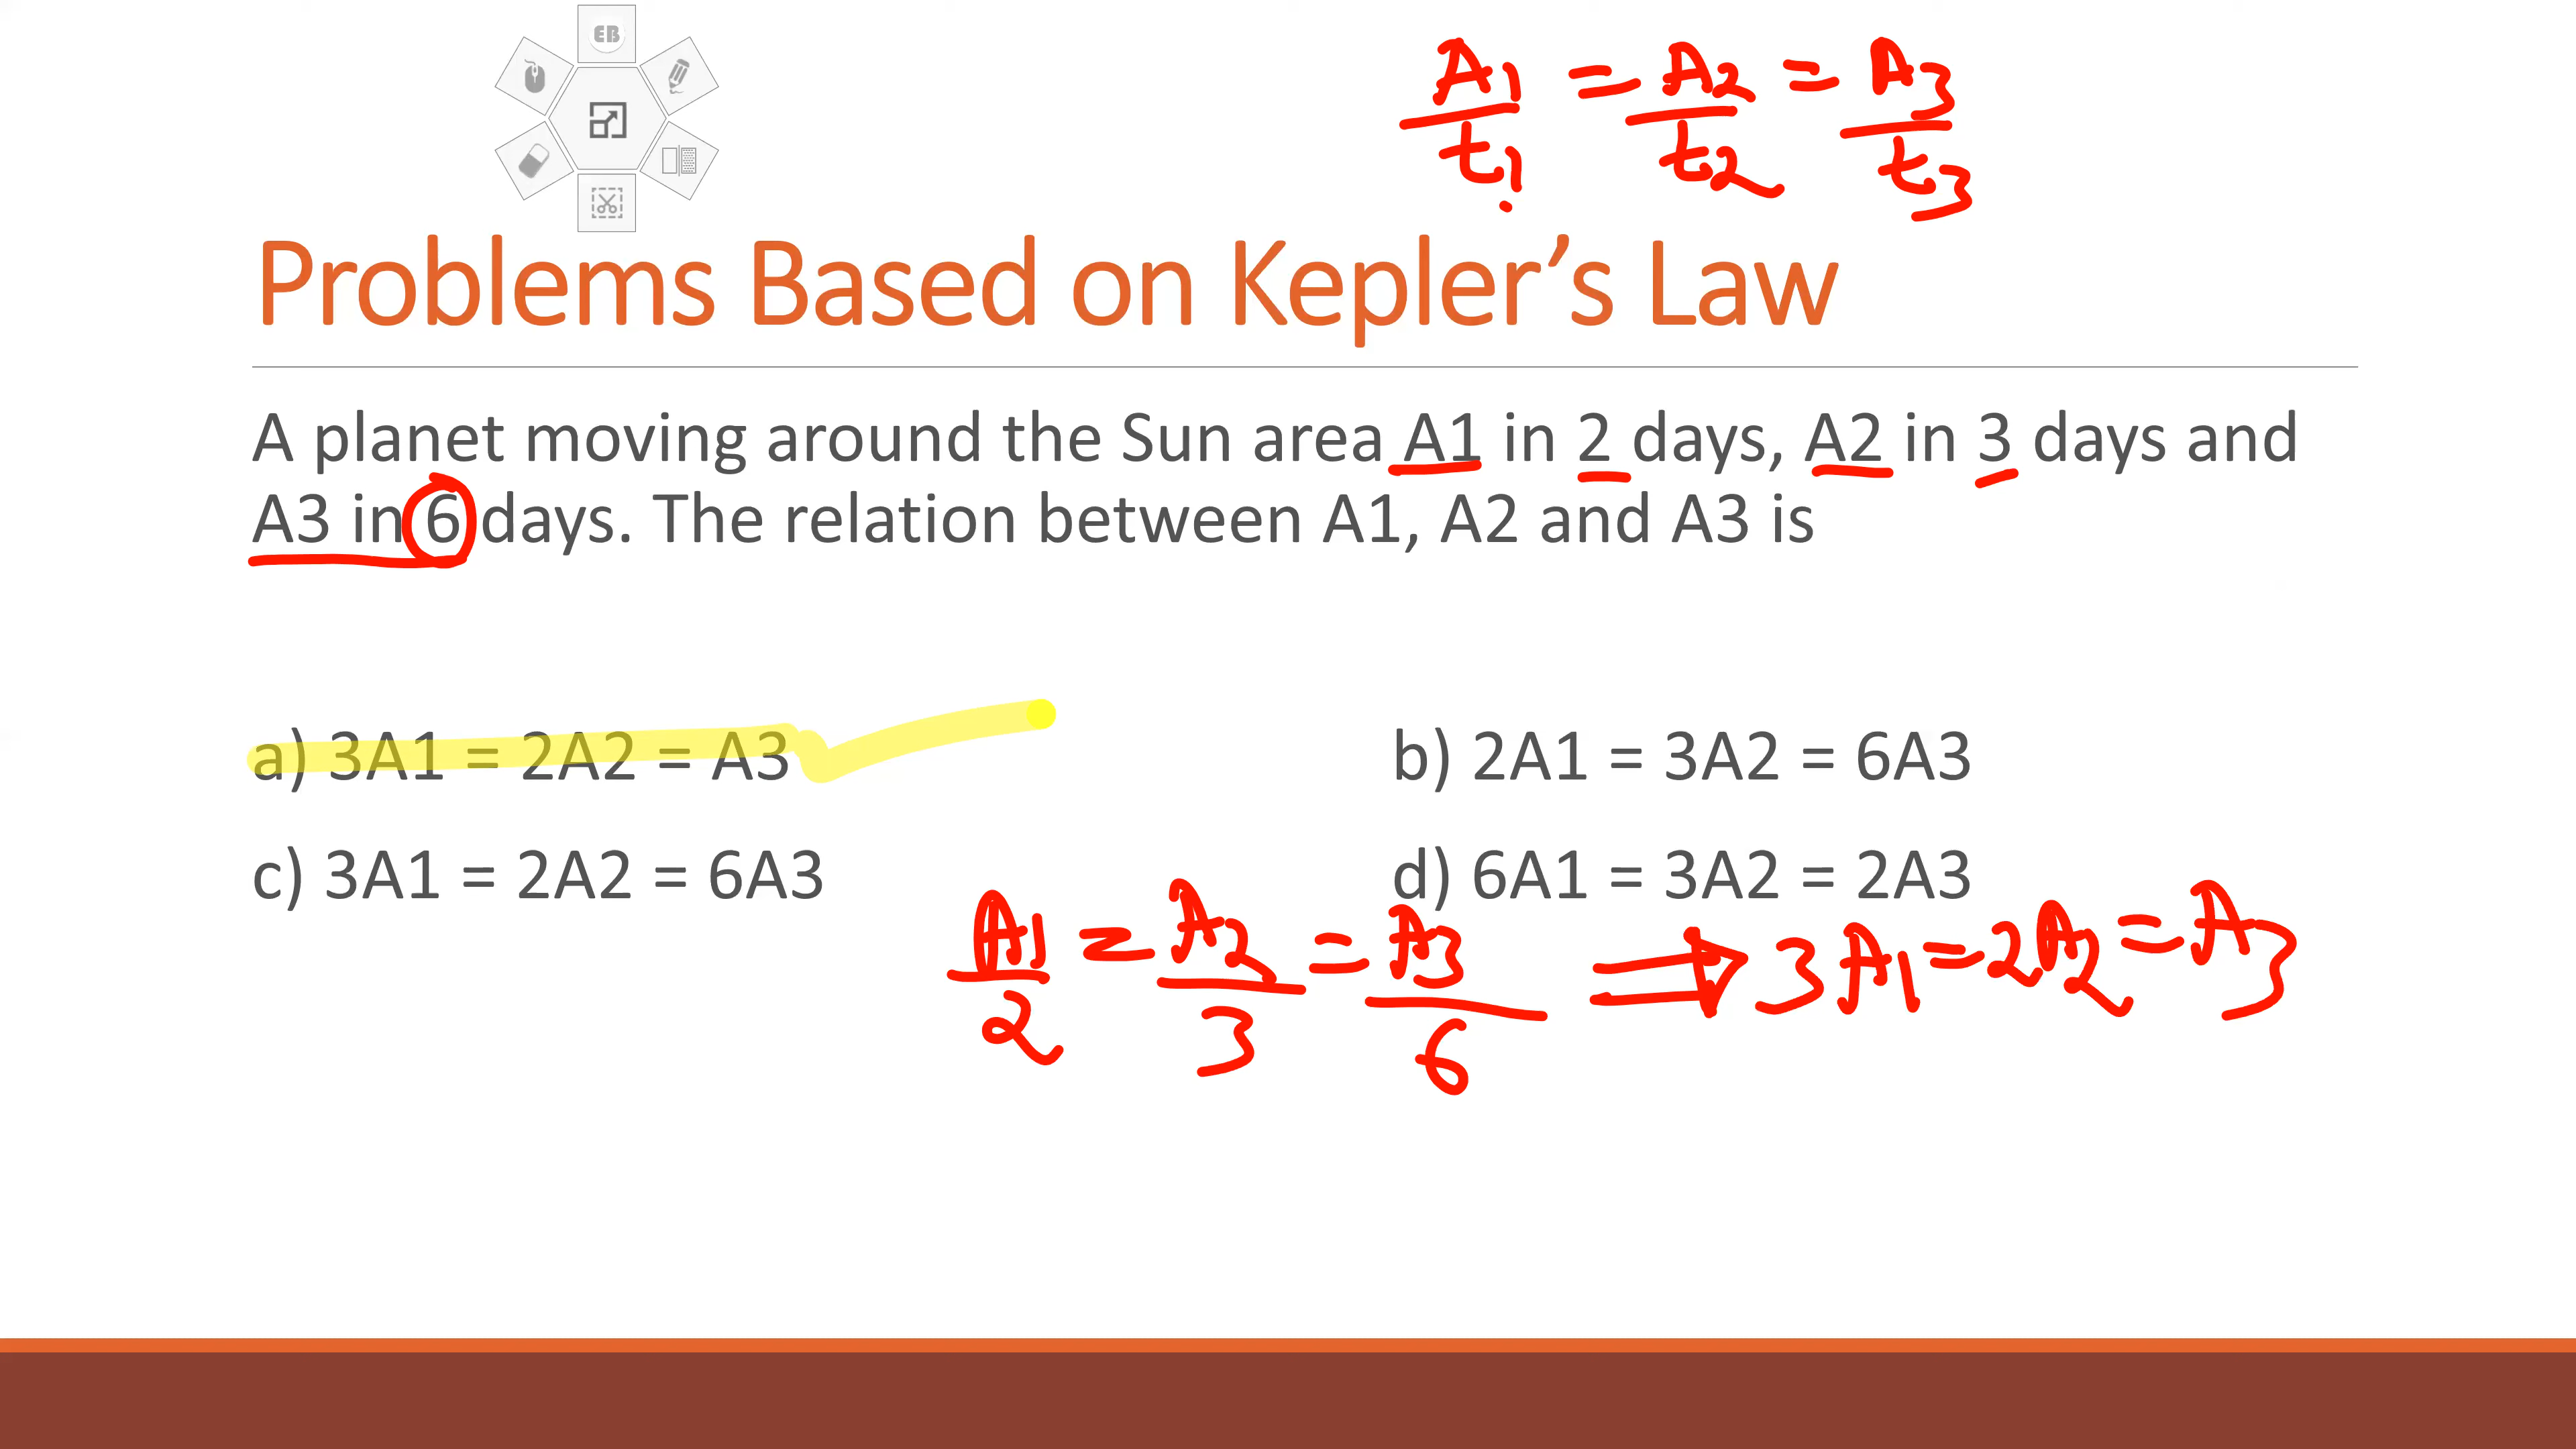 EB
A1/t1 = A2/t2 = A3/t3
Problems Based on Kepler’s Law
A planet moving around the Sun area A1 in 2 days, A2 in 3 days and
A3 in 6 days. The relation between A1, A2 and A3 is
a) 3A1 = 2A2 = A3
b) 2A1 = 3A2 = 6A3
c) 3A1 = 2A2 = 6A3
d) 6A1 = 3A2 = 2A3
A1/2 = A2/3 = A3/6 ⇒ 3A1 = 2A2 = A3